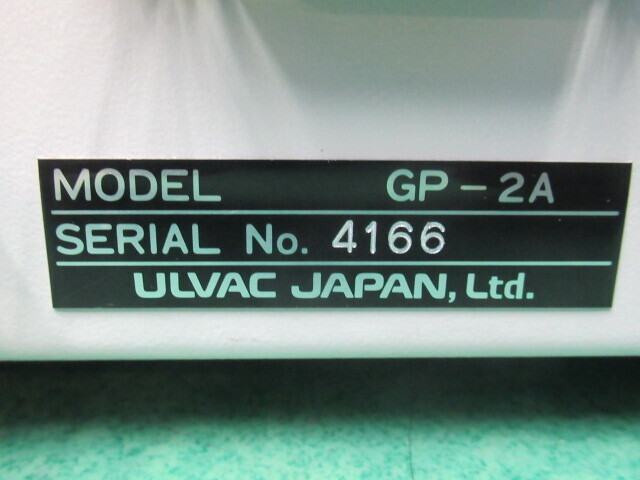 MODEL GP-2A
SERIAL No. 4166
ULVAC JAPAN, Ltd.